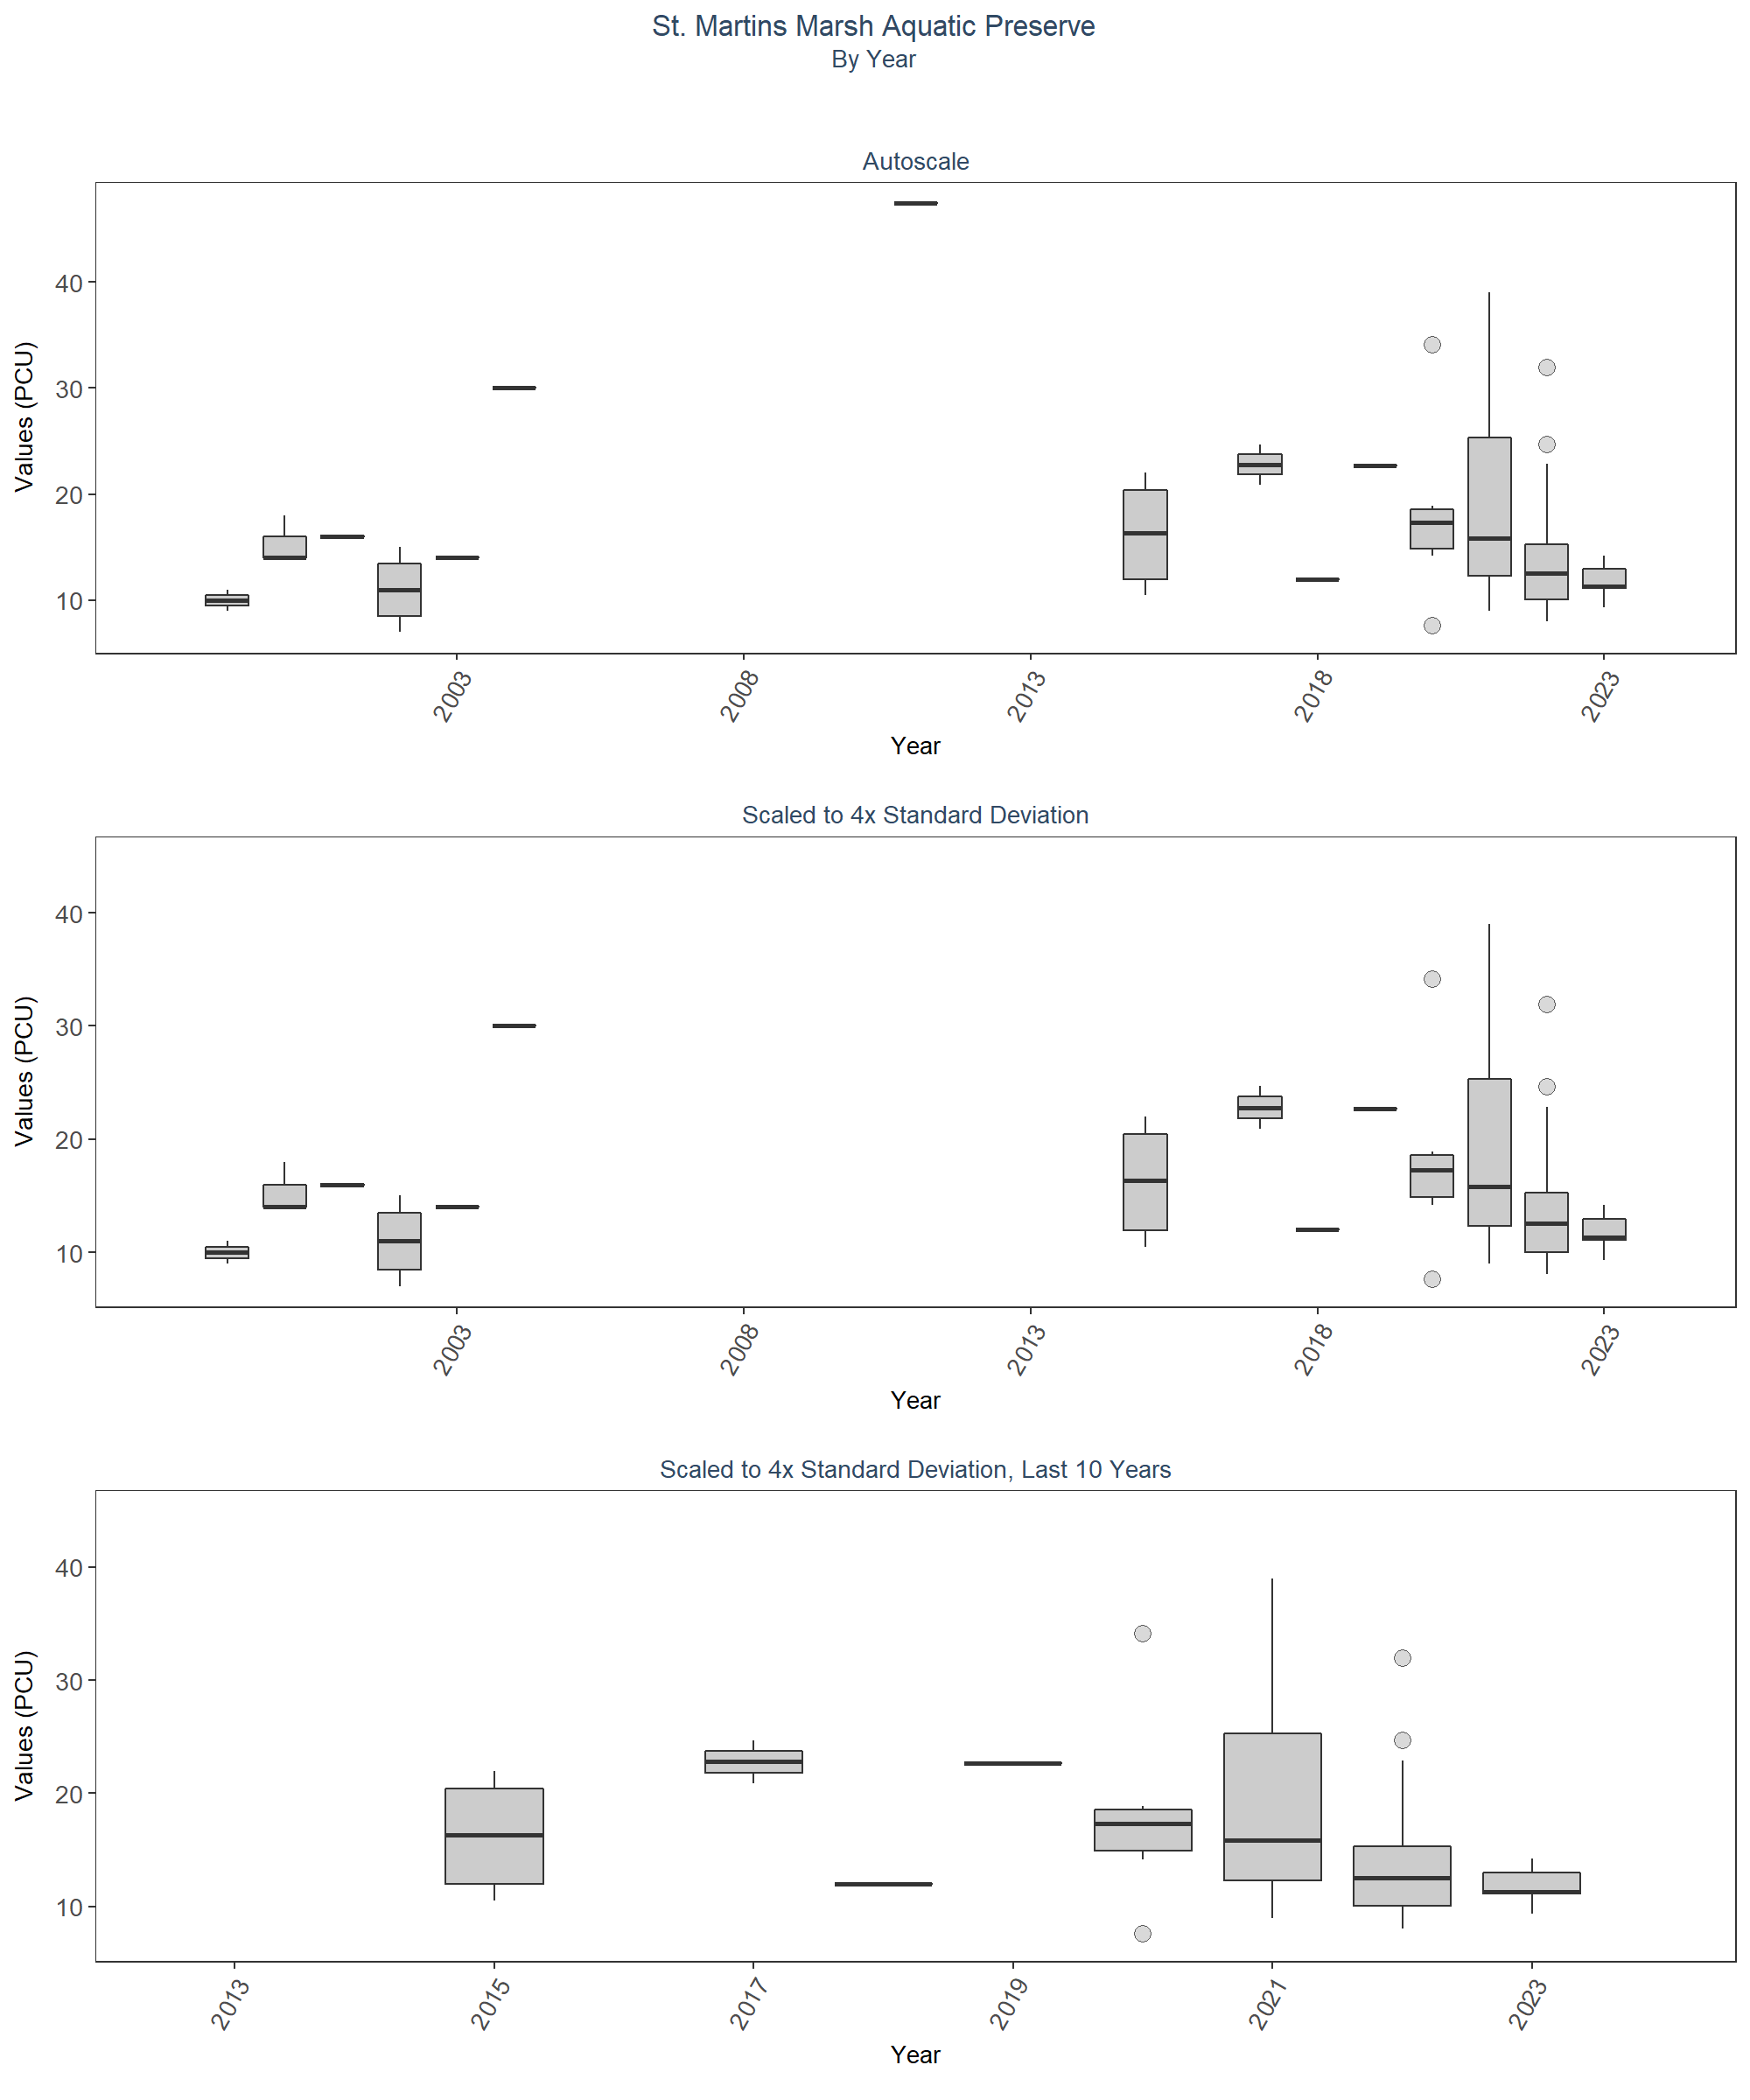 St. Martins Marsh Aquatic Preserve
By Year
Autoscale
Values (PCU)
40
30
20
10
2003
2008
2013
2018
2023
Year
Scaled to 4x Standard Deviation
Values (PCU)
40
30
20
10
2003
2008
2013
2018
2023
Year
Scaled to 4x Standard Deviation, Last 10 Years
Values (PCU)
40
30
20
10
2013
2015
2017
2019
2021
2023
Year